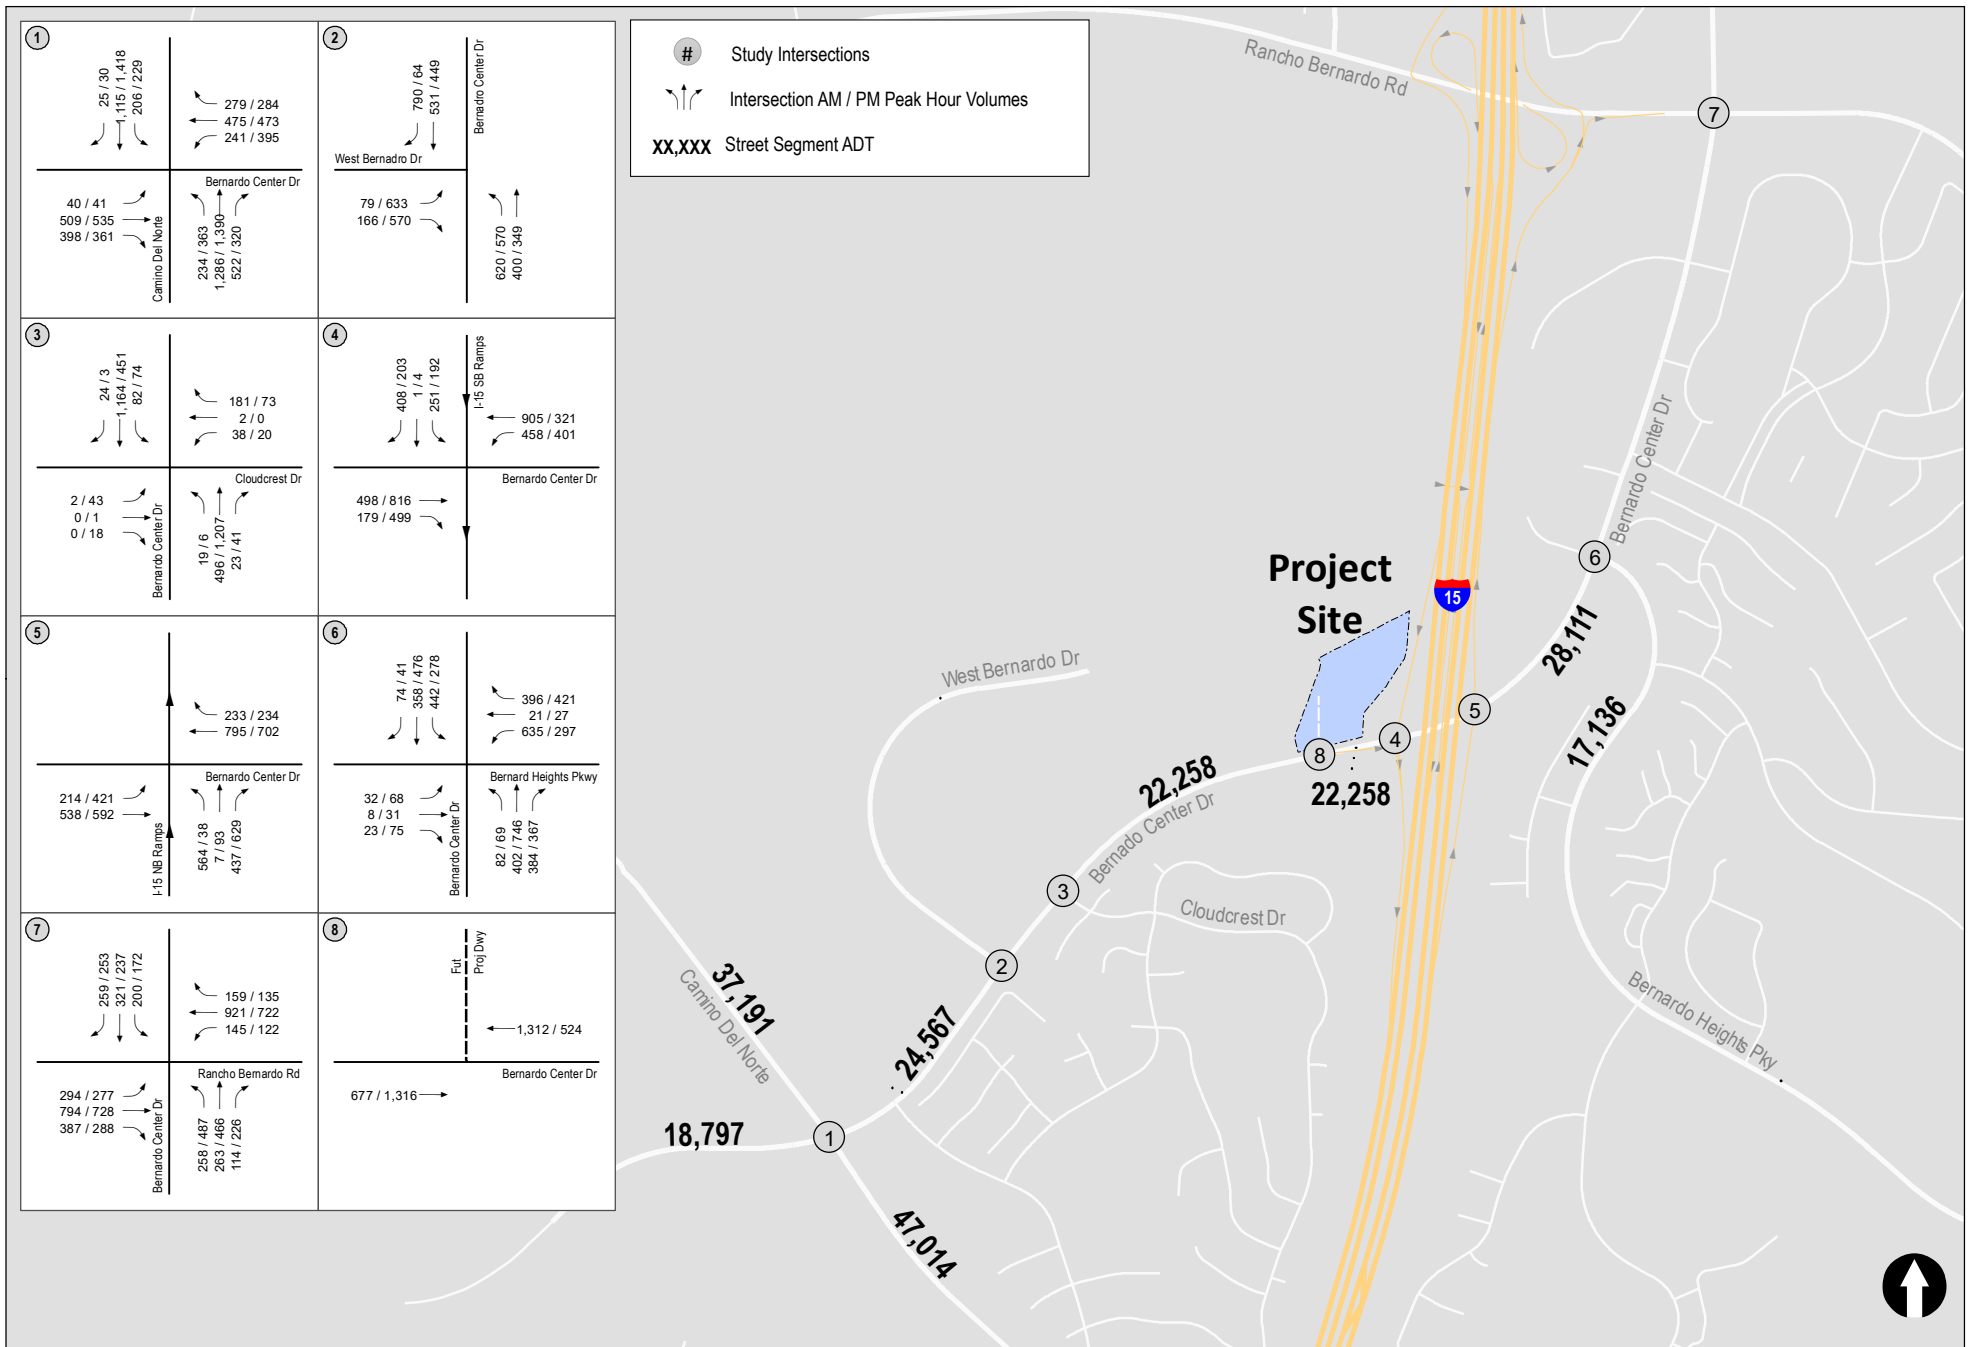 1
25 / 30
1,115 / 1,418
206 / 229
279 / 284
475 / 473
241 / 395
Bernardo Center Dr
40 / 41
509 / 535
398 / 361
Camino Del Norte
234 / 363
1,286 / 1,390
522 / 320
2
790 / 64
531 / 449
Bernadro Center Dr
West Bernadro Dr
79 / 633
166 / 570
620 / 570
400 / 349
3
24 / 3
1,164 / 451
82 / 74
181 / 73
2 / 0
38 / 20
Cloudcrest Dr
2 / 43
0 / 1
0 / 18
Bernardo Center Dr
19 / 6
496 / 1,207
23 / 41
4
408 / 203
1 / 4
251 / 192
I-15 SB Ramps
905 / 321
458 / 401
Bernardo Center Dr
498 / 816
179 / 499
5
233 / 234
795 / 702
Bernardo Center Dr
214 / 421
538 / 592
I-15 NB Ramps
564 / 38
7 / 93
437 / 629
6
74 / 41
358 / 476
442 / 278
396 / 421
21 / 27
635 / 297
Bernard Heights Pkwy
32 / 68
8 / 31
23 / 75
Bernardo Center Dr
82 / 69
402 / 746
384 / 367
7
259 / 253
321 / 237
200 / 172
159 / 135
921 / 722
145 / 122
Rancho Bernardo Rd
294 / 277
794 / 728
387 / 288
Bernardo Center Dr
258 / 487
263 / 466
114 / 226
8
Fut
Proj Dwy
1,312 / 524
Bernardo Center Dr
677 / 1,316
# Study Intersections
Intersection AM / PM Peak Hour Volumes
XX,XXX Street Segment ADT
Rancho Bernardo Rd
7
Bernardo Center Dr
6
Project
Site
15
28,111
West Bernardo Dr
17,136
5
4
8
22,258
22,258
Bernado Center Dr
3
Cloudcrest Dr
2
37,191
Camino Del Norte
24,567
Bernardo Heights Pky
18,797
1
47,014